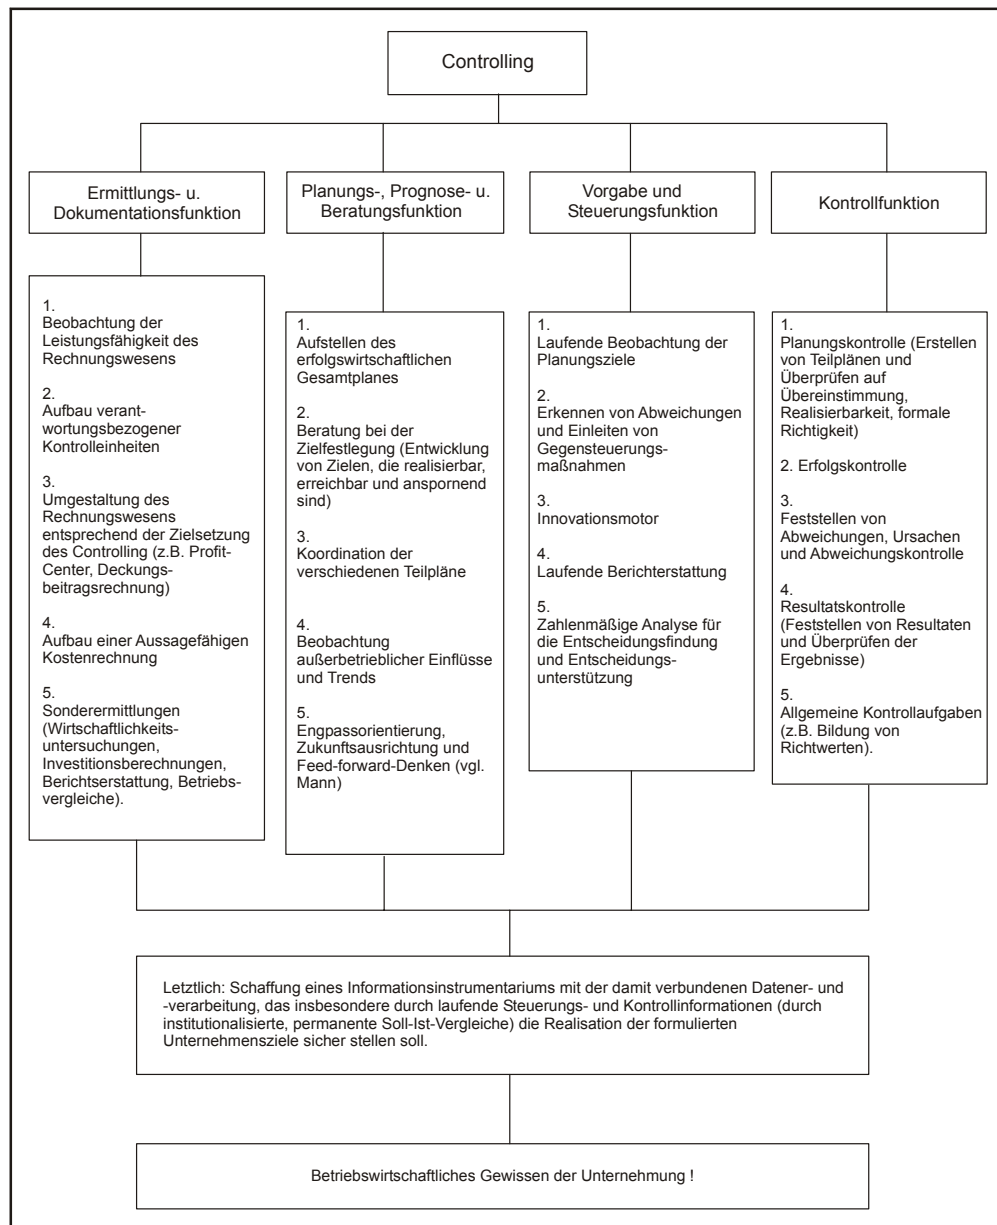 Controlling
Ermittlungs- u.
Dokumentationsfunktion
Planungs-, Prognose- u.
Beratungsfunktion
Vorgabe und
Steuerungsfunktion
Kontrollfunktion
1.
Beobachtung der
Leistungsfähigkeit des
Rechnungswesens
2.
Aufbau verant-
wortungsbezogener
Kontrolleinheiten
3.
Umgestaltung des
Rechnungswesens
entsprechend der Zielsetzung
des Controlling (z.B. Profit-
Center, Deckungs-
beitragsrechnung)
4.
Aufbau einer Aussagefähigen
Kostenrechnung
5.
Sonderermittlungen
(Wirtschaftlichkeits-
untersuchungen,
Investitionsberechnungen,
Berichtserstattung, Betriebs-
vergleiche).
1.
Aufstellen des
erfolgswirtschaftlichen
Gesamtplanes
2.
Beratung bei der
Zielfestlegung (Entwicklung
von Zielen, die realisierbar,
erreichbar und anspornend
sind)
3.
Koordination der
verschiedenen Teilpläne
4.
Beobachtung
außerbetrieblicher Einflüsse
und Trends
5.
Engpassorientierung,
Zukunftsausrichtung und
Feed-forward-Denken (vgl.
Mann)
1.
Laufende Beobachtung der
Planungsziele
2.
Erkennen von Abweichungen
und Einleiten von
Gegensteuerungs-
maßnahmen
3.
Innovationsmotor
4.
Laufende Berichterstattung
5.
Zahlenmäßige Analyse für
die Entscheidungsfindung
und Entscheidungs-
unterstützung
1.
Planungskontrolle (Erstellen
von Teilplänen und
Überprüfen auf
Übereinstimmung,
Realisierbarkeit, formale
Richtigkeit)
2. Erfolgskontrolle
3.
Feststellen von
Abweichungen, Ursachen
und Abweichungskontrolle
4.
Resultatskontrolle
(Feststellen von Resultaten
und Überprüfen der
Ergebnisse)
5.
Allgemeine Kontrollaufgaben
(z.B. Bildung von
Richtwerten).
Letztlich: Schaffung eines Informationsinstrumentariums mit der damit verbundenen Datener- und
-verarbeitung, das insbesondere durch laufende Steuerungs- und Kontrollinformationen (durch
institutionalisierte, permanente Soll-Ist-Vergleiche) die Realisation der formulierten
Unternehmensziele sicher stellen soll.
Betriebswirtschaftliches Gewissen der Unternehmung !